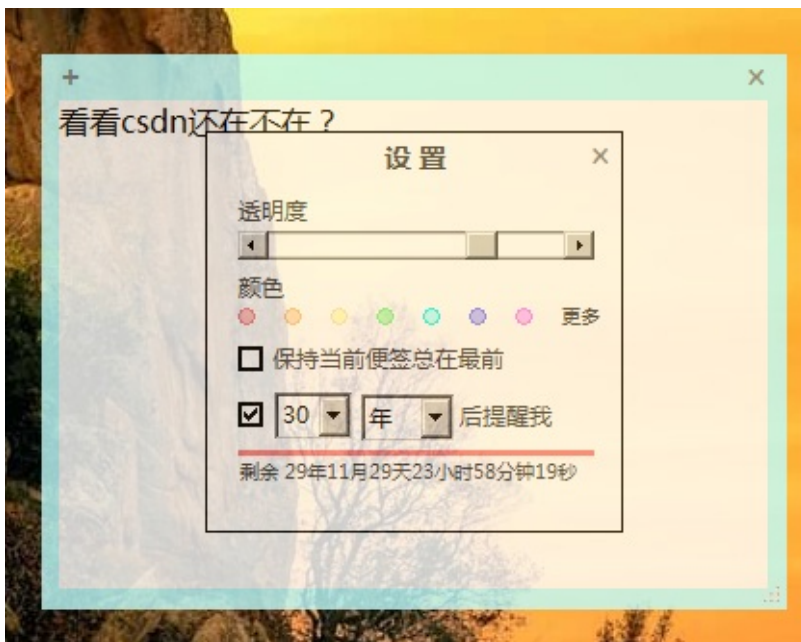 看看csdn还在不在？
设置
透明度
颜色
更多
保持当前便签总在最前
30 年 后提醒我
剩余 29年11月29天23小时58分钟19秒